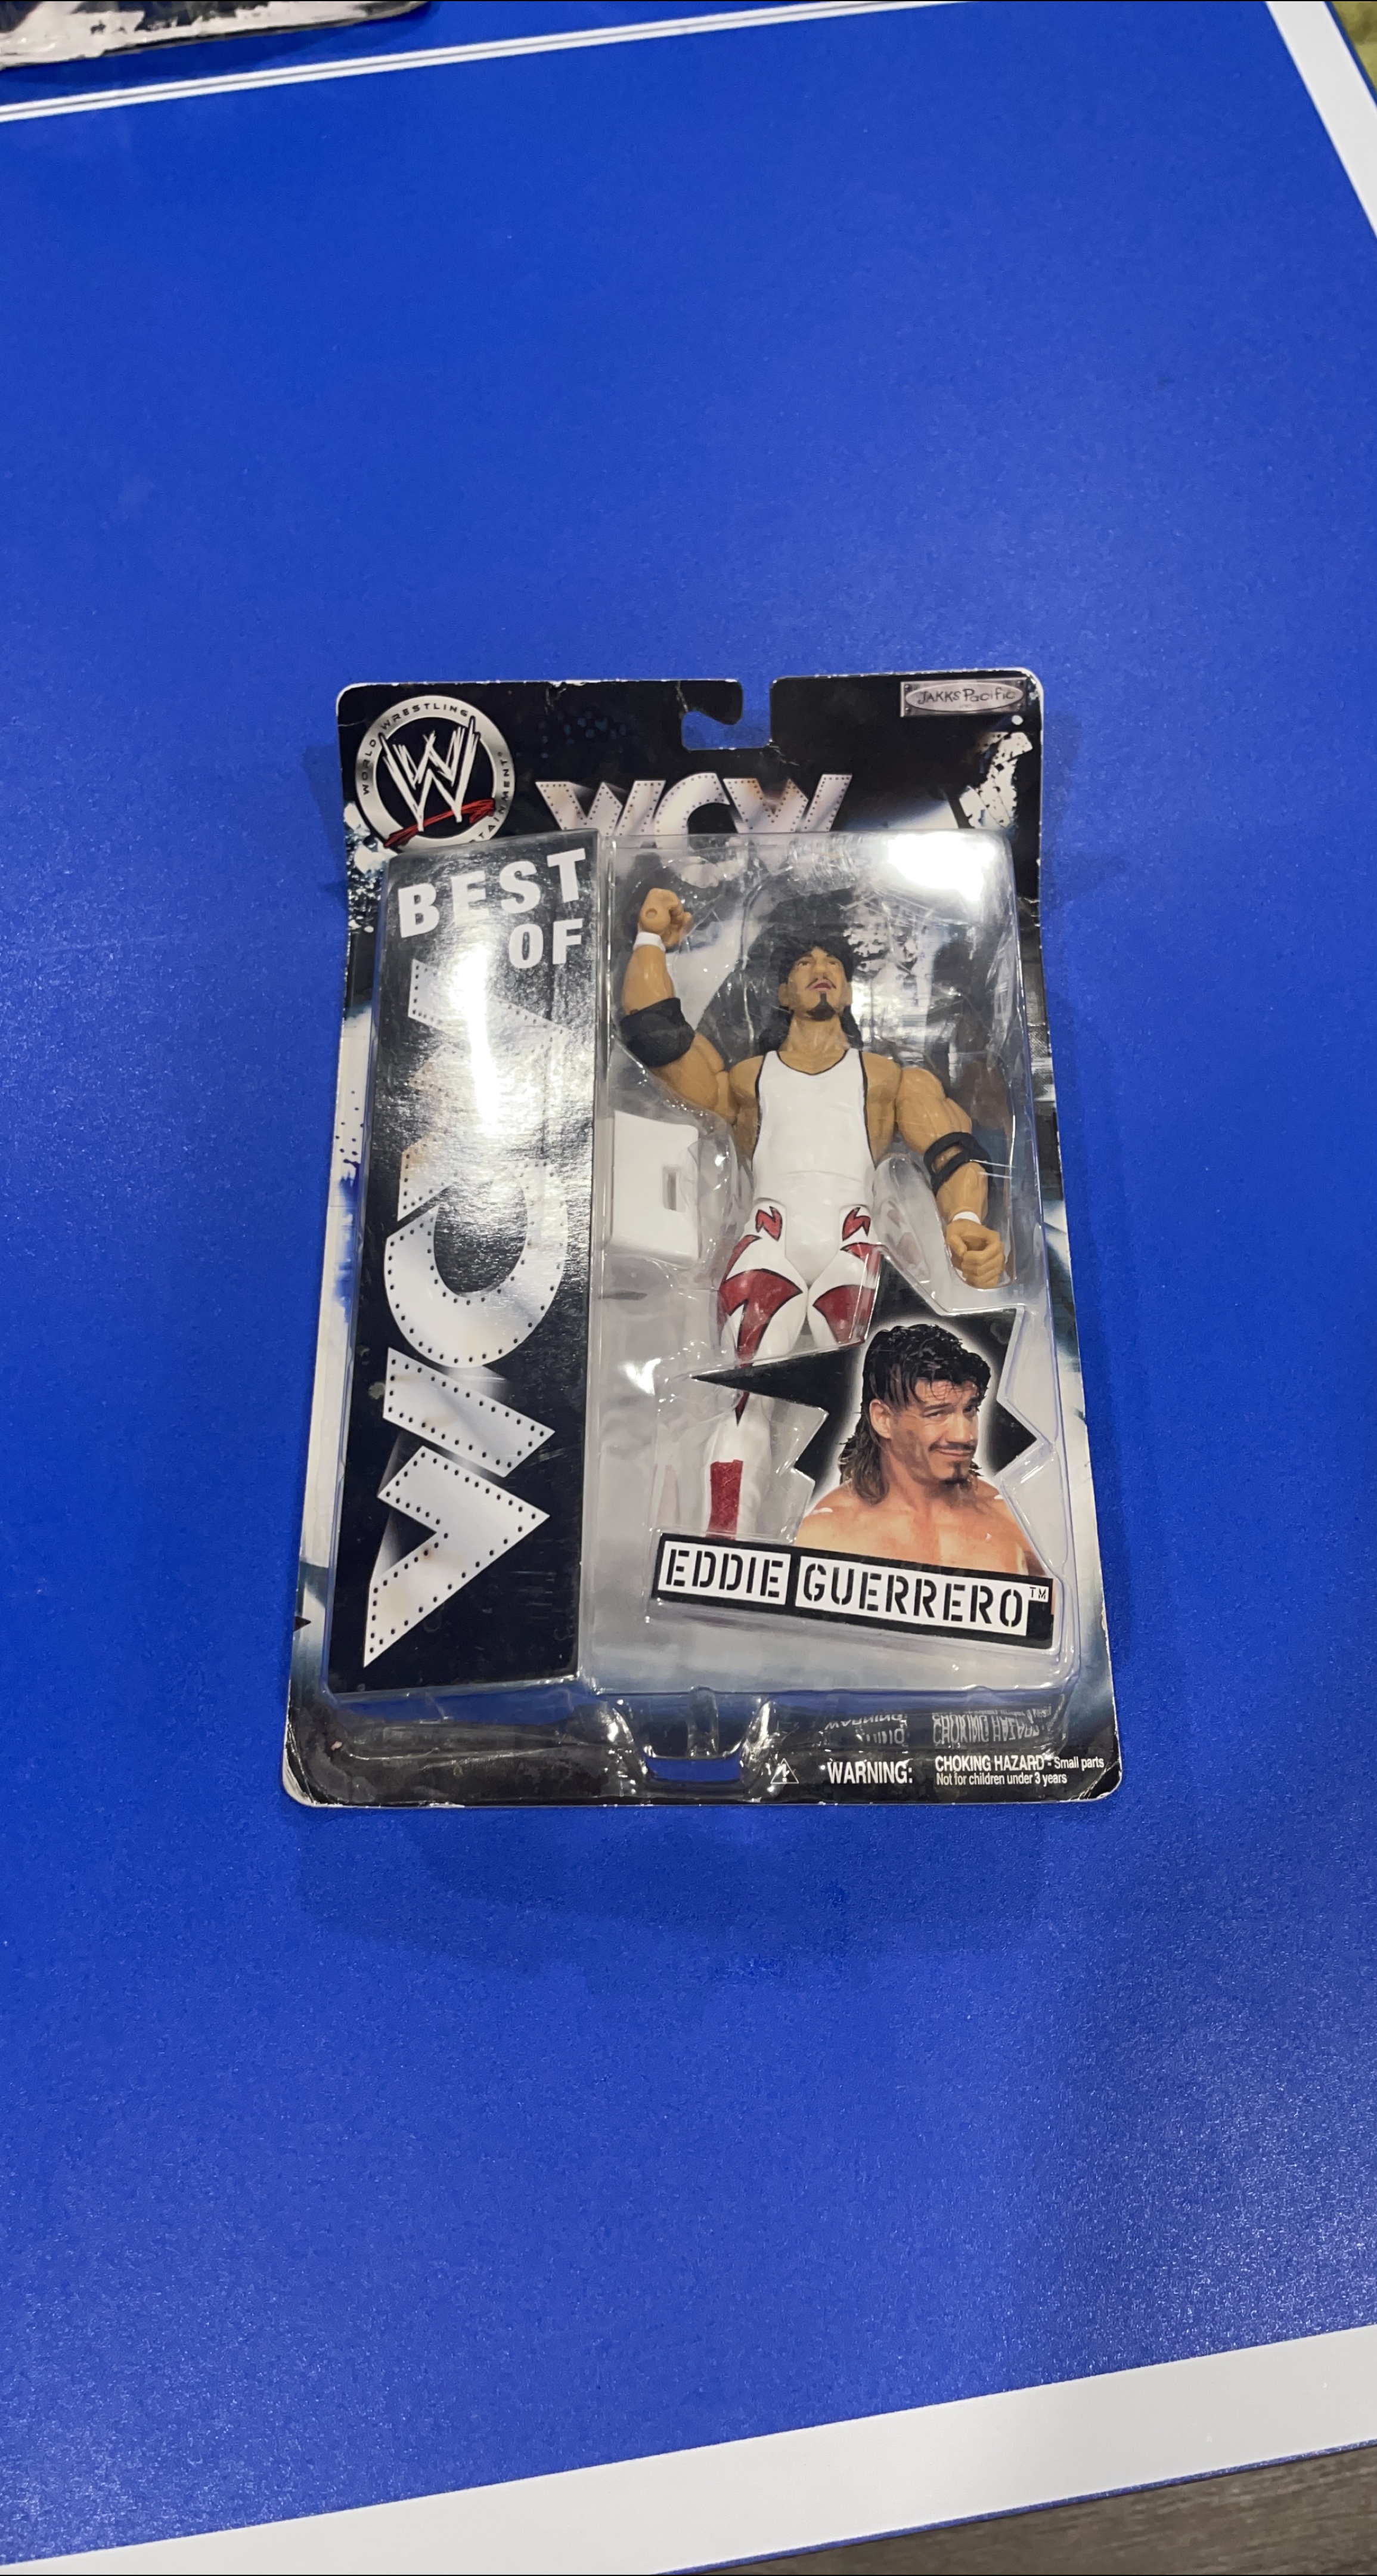 WORLD WRESTLING
JAKKS Pacific
WCW
BEST
OF
WCW
EDDIE GUERRERO™
WARNING: CHOKING HAZARD - Small parts
Not for children under 3 years